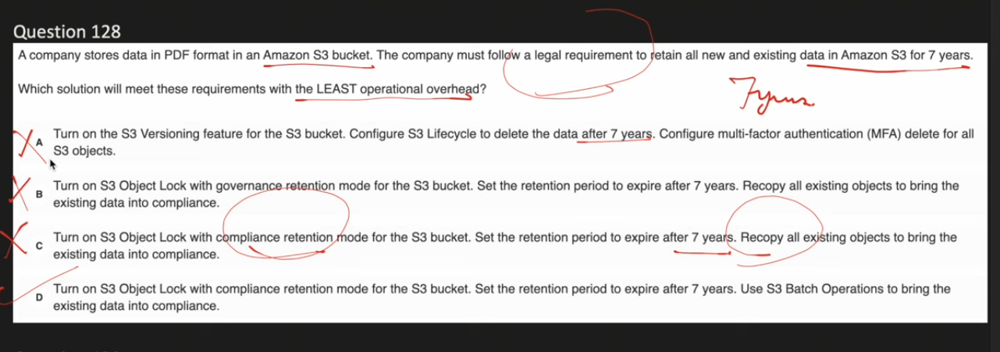 Question 128
A company stores data in PDF format in an Amazon S3 bucket. The company must follow a legal requirement to retain all new and existing data in Amazon S3 for 7 years.
Which solution will meet these requirements with the LEAST operational overhead?
7 years
A Turn on the S3 Versioning feature for the S3 bucket. Configure S3 Lifecycle to delete the data after 7 years. Configure multi-factor authentication (MFA) delete for all
S3 objects.
B Turn on S3 Object Lock with governance retention mode for the S3 bucket. Set the retention period to expire after 7 years. Recopy all existing objects to bring the
existing data into compliance.
C Turn on S3 Object Lock with compliance retention mode for the S3 bucket. Set the retention period to expire after 7 years. Recopy all existing objects to bring the
existing data into compliance.
D Turn on S3 Object Lock with compliance retention mode for the S3 bucket. Set the retention period to expire after 7 years. Use S3 Batch Operations to bring the
existing data into compliance.